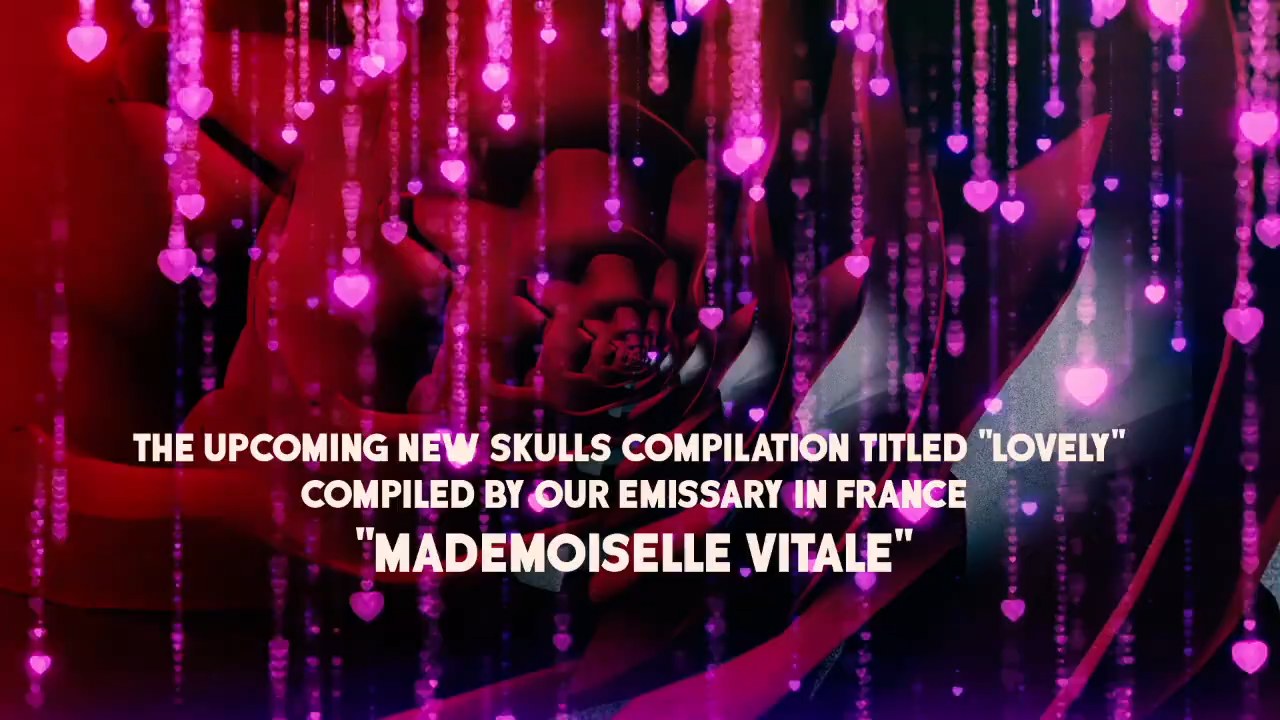 THE UPCOMING NEW SKULLS COMPILATION TITLED "LOVELY"
COMPILED BY OUR EMISSARY IN FRANCE
"MADEMOISELLE VITALE"